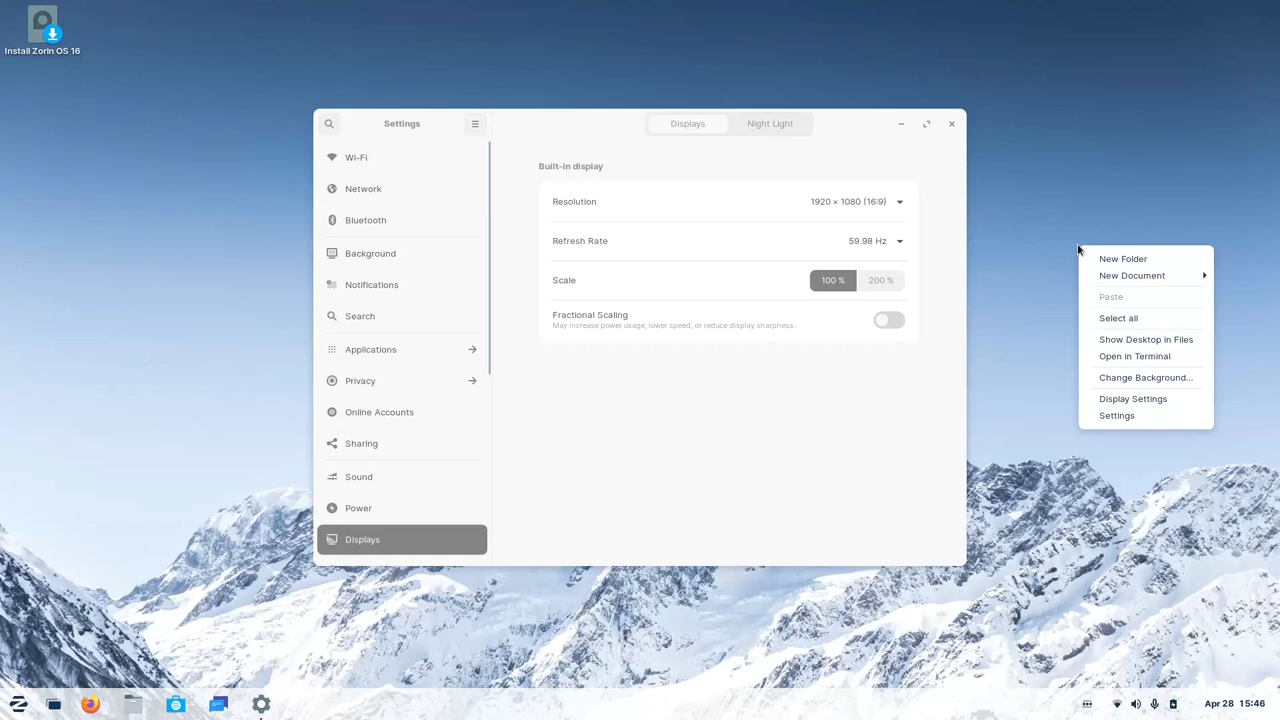 Install Zorin OS 16
Settings
Displays
Night Light
Wi-Fi
Network
Bluetooth
Background
Notifications
Search
Applications
Privacy
Online Accounts
Sharing
Sound
Power
Displays
Built-in display
Resolution
1920 × 1080 (16:9)
Refresh Rate
59.98 Hz
Scale
100 %
200 %
Fractional Scaling
May increase power usage, lower speed, or reduce display sharpness.
New Folder
New Document
Paste
Select all
Show Desktop in Files
Open in Terminal
Change Background...
Display Settings
Settings
Apr 28 15:46